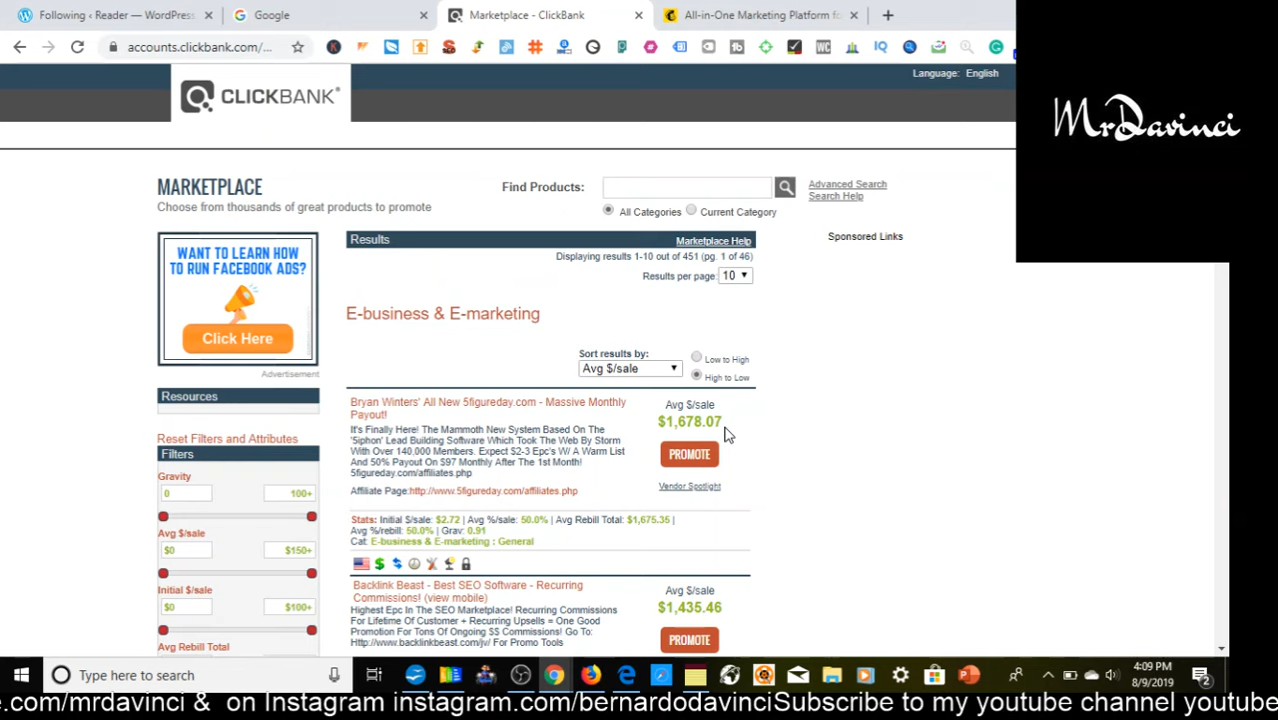 Following ‹ Reader — WordPres
Google
Marketplace - ClickBank
All-in-One Marketing Platform fo
accounts.clickbank.com/...
Language: English
CLICKBANK®
MrDavinci
MARKETPLACE
Choose from thousands of great products to promote
Find Products:
Advanced Search
Search Help
All Categories
Current Category
WANT TO LEARN HOW
TO RUN FACEBOOK ADS?
Click Here
Advertisement
Resources
Reset Filters and Attributes
Filters
Gravity
0
100+
Avg $/sale
$0
$150+
Initial $/sale
$0
$100+
Avg Rebill Total
Results
Marketplace Help
Displaying results 1-10 out of 451 (pg. 1 of 46)
Results per page: 10
E-business & E-marketing
Sort results by:
Avg $/sale
Low to High
High to Low
Bryan Winters' All New 5figureday.com - Massive Monthly
Payout!
It's Finally Here! The Mammoth New System Based On The
'5iphon' Lead Building Software Which Took The Web By Storm
With Over 140,000 Members. Expect $2-3 Epc's W/ A Warm List
And 50% Payout On $97 Monthly After The 1st Month!
5figureday.com/affiliates.php
Affiliate Page:http://www.5figureday.com/affiliates.php
Avg $/sale
$1,678.07
PROMOTE
Vendor Spotlight
Stats: Initial $/sale: $2.72 | Avg %/sale: 50.0% | Avg Rebill Total: $1,675.35 |
Avg %/rebill: 50.0% | Grav: 0.91
Cat: E-business & E-marketing : General
Backlink Beast - Best SEO Software - Recurring
Commissions! (view mobile)
Highest Epc In The SEO Marketplace! Recurring Commissions
For Lifetime Of Customer + Recurring Upsells = One Good
Promotion For Tons Of Ongoing $$ Commissions! Go To:
Http://www.backlinkbeast.com/jv/ For Promo Tools
Avg $/sale
$1,435.46
PROMOTE
Sponsored Links
Type here to search
4:09 PM
8/9/2019
2
e.com/mrdavinci & on Instagram instagram.com/bernardodavinciSubscribe to my youtube channel youtube